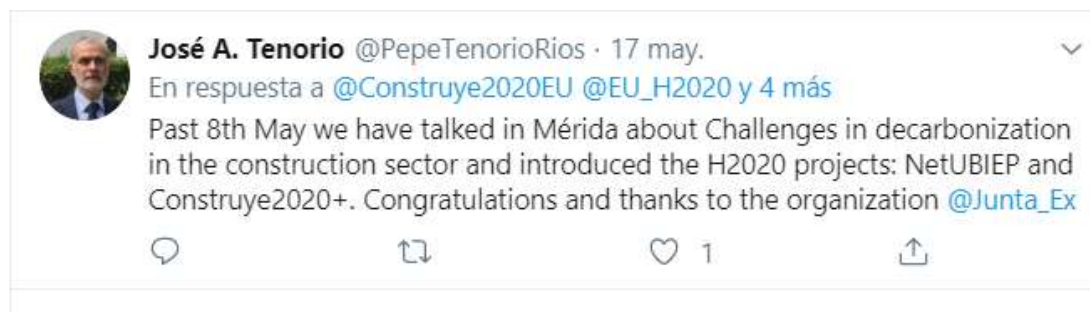 José A. Tenorio @PepeTenorioRios · 17 may.
En respuesta a @Construye2020EU @EU_H2020 y 4 más
Past 8th May we have talked in Mérida about Challenges in decarbonization
in the construction sector and introduced the H2020 projects: NetUBIEP and
Construye2020+. Congratulations and thanks to the organization @Junta_Ex
1